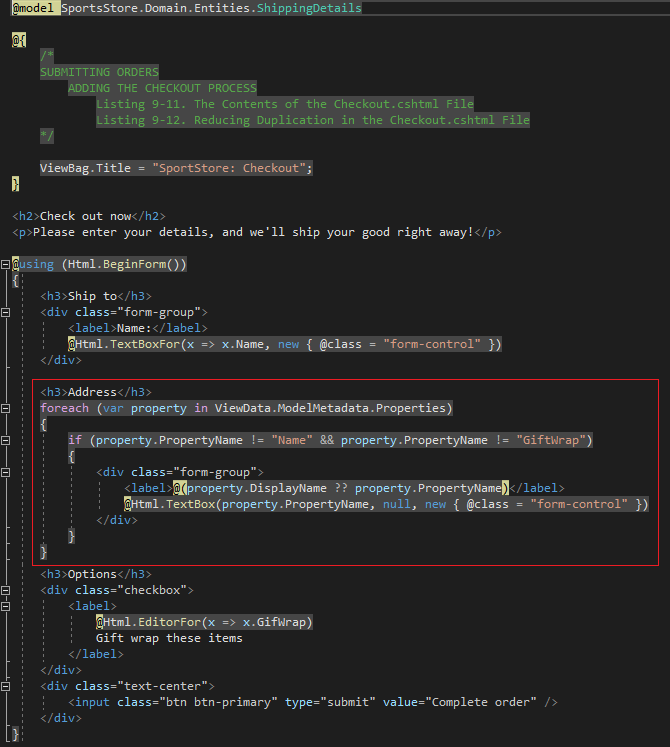 @model SportsStore.Domain.Entities.ShippingDetails
@{
/*
SUBMITTING ORDERS
ADDING THE CHECKOUT PROCESS
Listing 9-11. The Contents of the Checkout.cshtml File
Listing 9-12. Reducing Duplication in the Checkout.cshtml File
*/
ViewBag.Title = "SportStore: Checkout";
}
<h2>Check out now</h2>
<p>Please enter your details, and we'll ship your good right away!</p>
@using (Html.BeginForm())
{
<h3>Ship to</h3>
<div class="form-group">
<label>Name:</label>
@Html.TextBoxFor(x => x.Name, new { @class = "form-control" })
</div>
<h3>Address</h3>
foreach (var property in ViewData.ModelMetadata.Properties)
{
if (property.PropertyName != "Name" && property.PropertyName != "GiftWrap")
{
<div class="form-group">
<label>@(property.DisplayName ?? property.PropertyName)</label>
@Html.TextBox(property.PropertyName, null, new { @class = "form-control" })
</div>
}
}
<h3>Options</h3>
<div class="checkbox">
<label>
@Html.EditorFor(x => x.GifWrap)
Gift wrap these items
</label>
</div>
<div class="text-center">
<input class="btn btn-primary" type="submit" value="Complete order" />
</div>
}